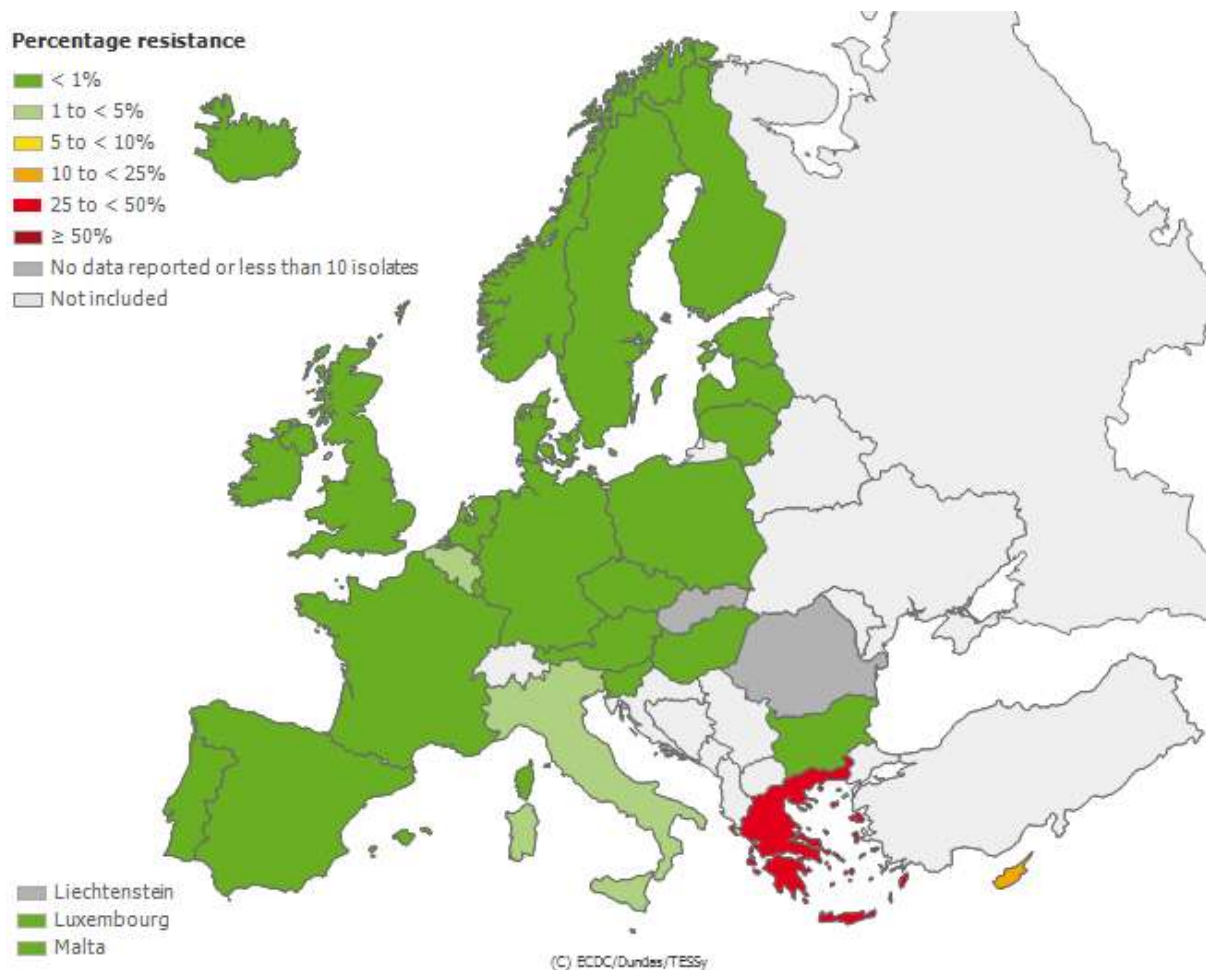 Percentage resistance
< 1%
1 to < 5%
5 to < 10%
10 to < 25%
25 to < 50%
≥ 50%
No data reported or less than 10 isolates
Not included
Liechtenstein
Luxembourg
Malta
(C) ECDC/Dundas/TESSy